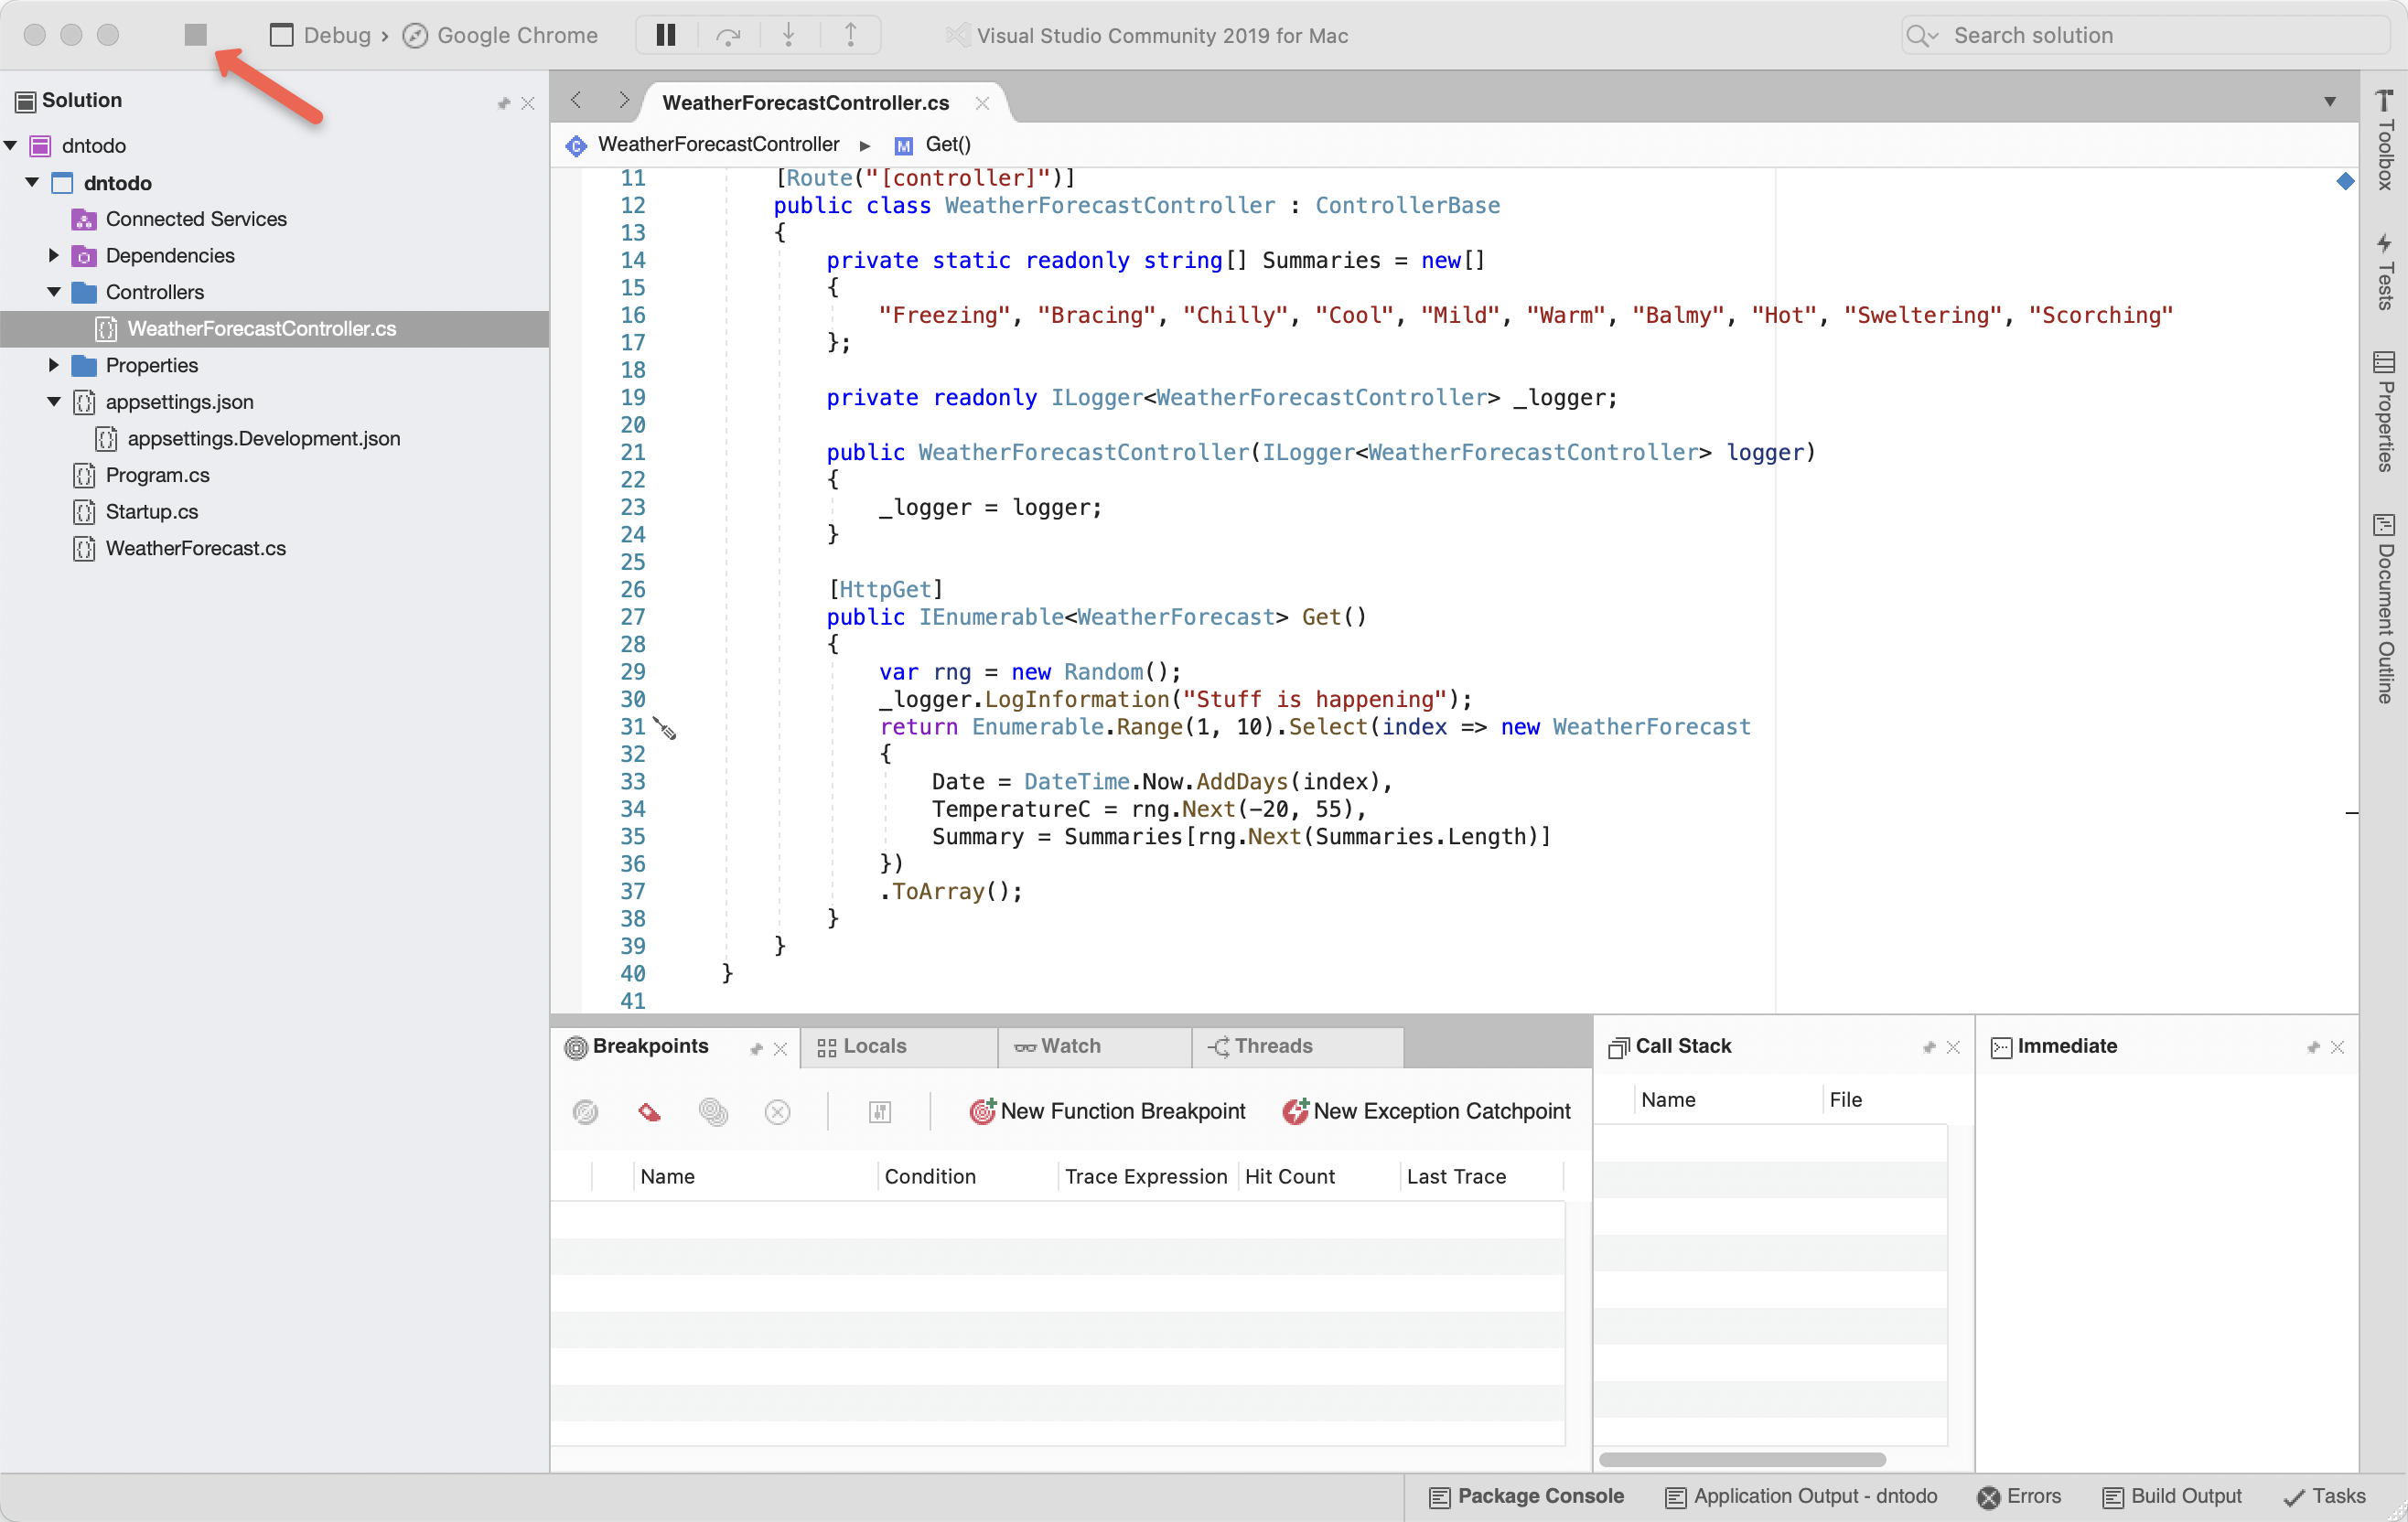 Debug › Google Chrome
Visual Studio Community 2019 for Mac
Search solution
Solution
dntodo
dntodo
Connected Services
Dependencies
Controllers
WeatherForecastController.cs
Properties
appsettings.json
appsettings.Development.json
Program.cs
Startup.cs
WeatherForecast.cs
WeatherForecastController.cs
WeatherForecastController ▸ M Get()
11 [Route("[controller]")]
12 public class WeatherForecastController : ControllerBase
13 {
14 private static readonly string[] Summaries = new[]
15 {
16 "Freezing", "Bracing", "Chilly", "Cool", "Mild", "Warm", "Balmy", "Hot", "Sweltering", "Scorching"
17 };
18
19 private readonly ILogger<WeatherForecastController> _logger;
20
21 public WeatherForecastController(ILogger<WeatherForecastController> logger)
22 {
23 _logger = logger;
24 }
25
26 [HttpGet]
27 public IEnumerable<WeatherForecast> Get()
28 {
29 var rng = new Random();
30 _logger.LogInformation("Stuff is happening");
31 return Enumerable.Range(1, 10).Select(index => new WeatherForecast
32 {
33 Date = DateTime.Now.AddDays(index),
34 TemperatureC = rng.Next(-20, 55),
35 Summary = Summaries[rng.Next(Summaries.Length)]
36 })
37 .ToArray();
38 }
39 }
40 }
41
Toolbox
Tests
Properties
Document Outline
Breakpoints
Locals
Watch
Threads
New Function Breakpoint
New Exception Catchpoint
Name Condition Trace Expression Hit Count Last Trace
Call Stack
Name File
Immediate
Package Console
Application Output - dntodo
Errors
Build Output
Tasks